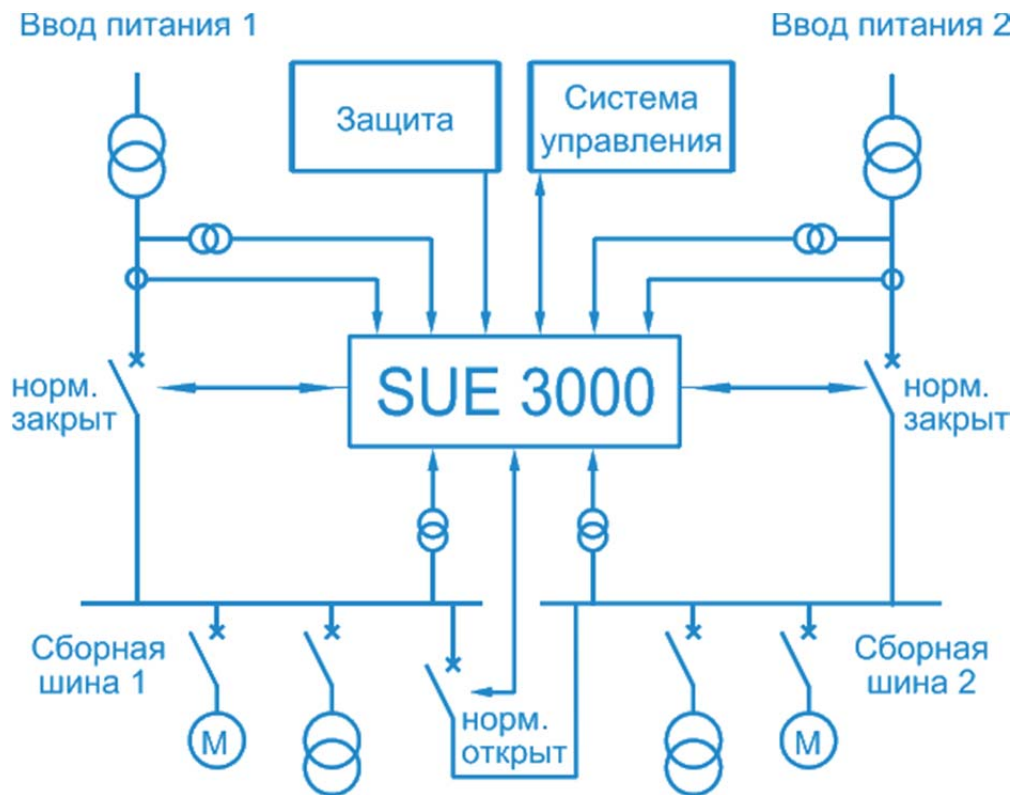 Ввод питания 1
Ввод питания 2
Защита
Система
управления
норм.
закрыт
SUE 3000
норм.
закрыт
Сборная
шина 1
норм.
открыт
Сборная
шина 2
М
М